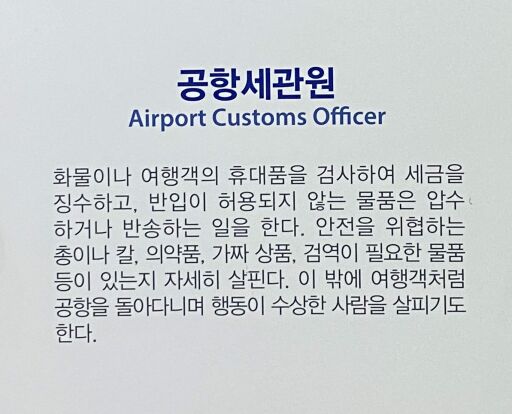 공항세관원
Airport Customs Officer
화물이나 여행객의 휴대품을 검사하여 세금을
징수하고, 반입이 허용되지 않는 물품은 압수
하거나 반송하는 일을 한다. 안전을 위협하는
총이나 칼, 의약품, 가짜 상품, 검역이 필요한 물품
등이 있는지 자세히 살핀다. 이 밖에 여행객처럼
공항을 돌아다니며 행동이 수상한 사람을 살피기도
한다.